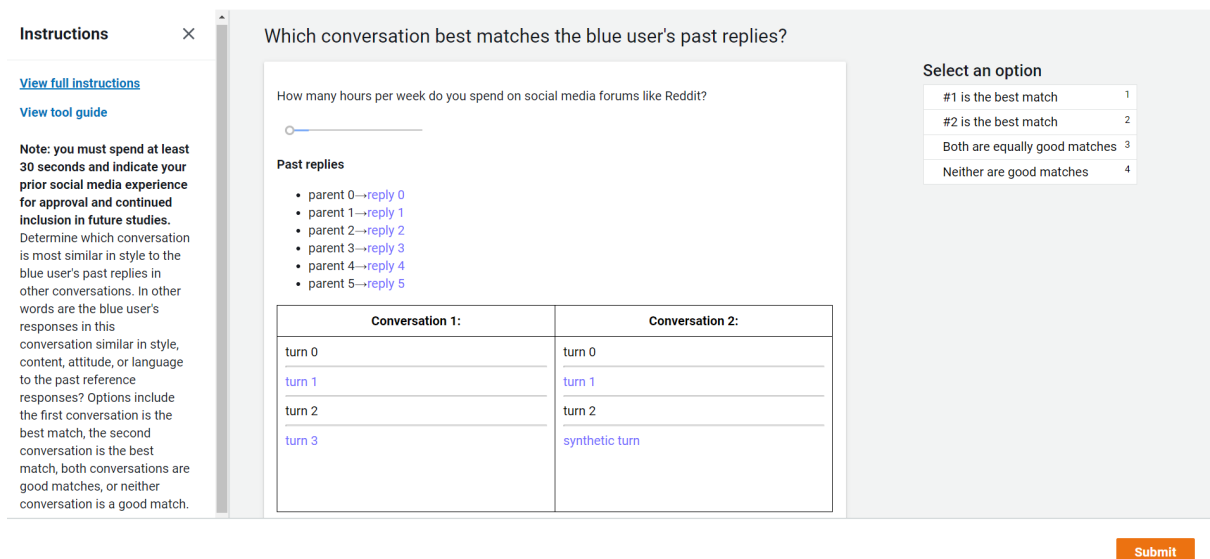 Instructions
View full instructions
View tool guide
Note: you must spend at least
30 seconds and indicate your
prior social media experience
for approval and continued
inclusion in future studies.
Determine which conversation
is most similar in style to the
blue user's past replies in
other conversations. In other
words are the blue user's
responses in this
conversation similar in style,
content, attitude, or language
to the past reference
responses? Options include
the first conversation is the
best match, the second
conversation is the best
match, both conversations are
good matches, or neither
conversation is a good match.
Which conversation best matches the blue user's past replies?
How many hours per week do you spend on social media forums like Reddit?
Past replies
parent 0→reply 0
parent 1→reply 1
parent 2→reply 2
parent 3→reply 3
parent 4→reply 4
parent 5→reply 5
Conversation 1: Conversation 2:
turn 0 turn 0
turn 1 turn 1
turn 2 turn 2
turn 3 synthetic turn
Select an option
#1 is the best match 1
#2 is the best match 2
Both are equally good matches 3
Neither are good matches 4
Submit